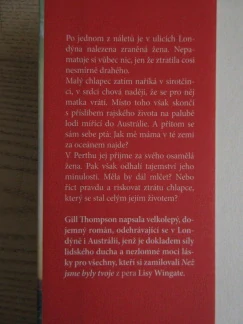 Po jednom z náletů je v ulicích Lon-
dýna nalezena zraněná žena. Nepa-
matuje si vůbec nic, jen že ztratila cosi
nesmírně drahého.
Malý chlapec zatím naříká v sirotčin-
ci, v srdci chová naději, že se pro něj
matka vrátí. Místo toho však skončí
s příslibem rajského života na palubě
lodi mířící do Austrálie. A přitom se
sám sebe ptá: Jak mě máma v té zemi
za oceánem najde?
V Perthu jej přijme za svého osamělá
žena. Pak však odhalí tajemství jeho
minulosti. Měla by dál mlčet? Nebo
říct pravdu a riskovat ztrátu chlapce,
který se stal celým jejím životem?
Gill Thompson napsala velkolepý, do-
jemný román, odehrávající se v Lon-
dýně i Austrálii, jenž je dokladem síly
lidského ducha a nezlomné moci lás-
ky pro všechny, kteří si zamilovali Než
jsme byly tvoje z pera Lisy Wingate.